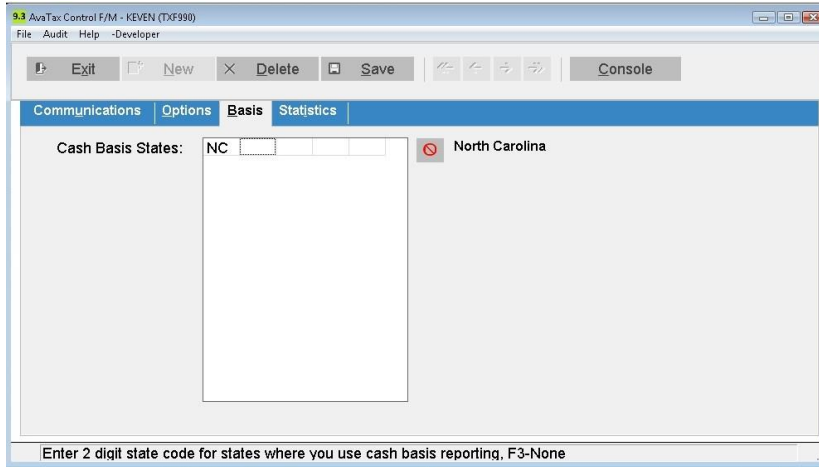 9.3 AvaTax Control F/M - KEVEN (TXF990)
File Audit Help -Developer
Exit New Delete Save Console
Communications Options Basis Statistics
Cash Basis States: NC North Carolina
Enter 2 digit state code for states where you use cash basis reporting, F3-None